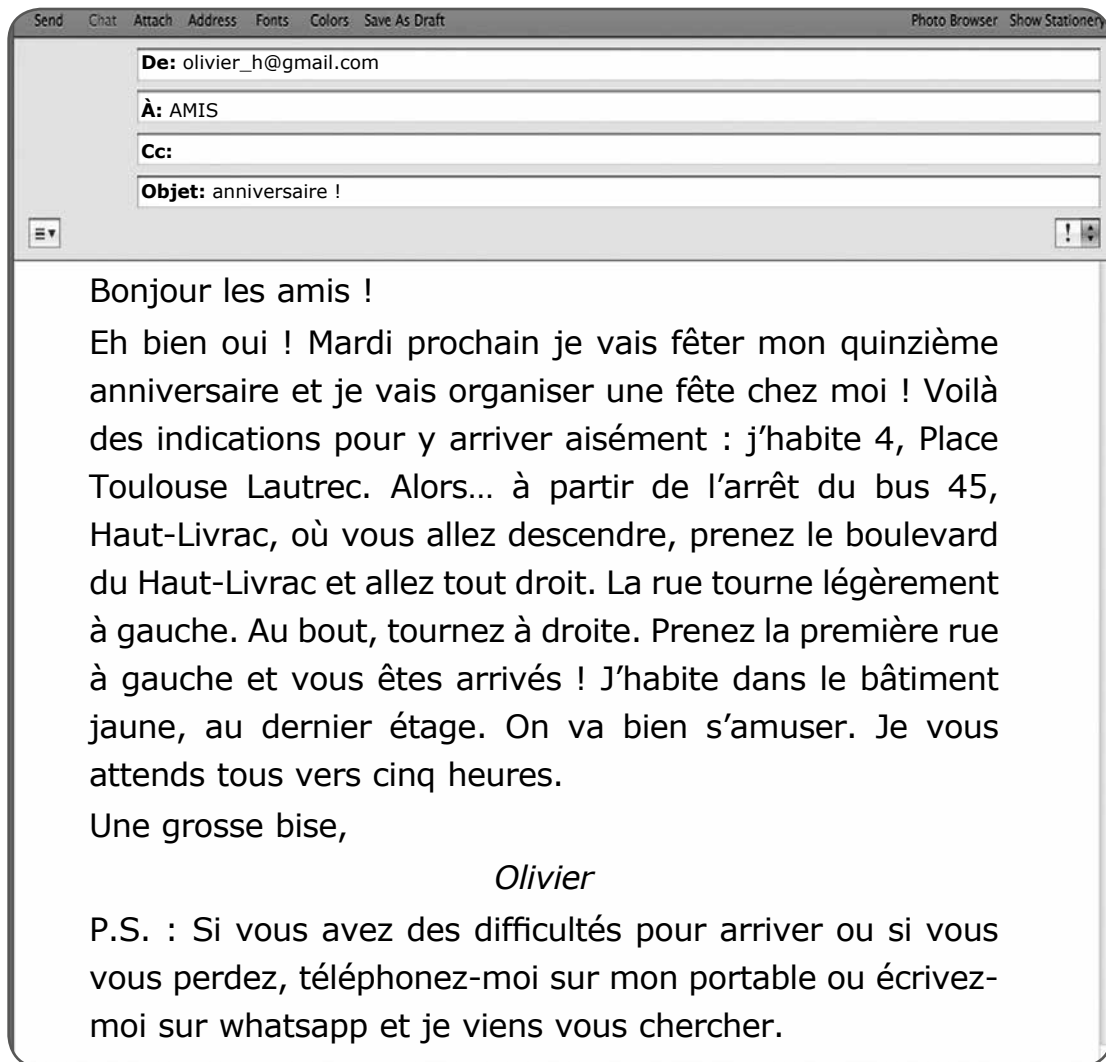 Send Chat Attach Address Fonts Colors Save As Draft Photo Browser Show Stationery
De: olivier_h@gmail.com
À: AMIS
Cc:
Objet: anniversaire !
Bonjour les amis !
Eh bien oui ! Mardi prochain je vais fêter mon quinzième
anniversaire et je vais organiser une fête chez moi ! Voilà
des indications pour y arriver aisément : j’habite 4, Place
Toulouse Lautrec. Alors… à partir de l’arrêt du bus 45,
Haut-Livrac, où vous allez descendre, prenez le boulevard
du Haut-Livrac et allez tout droit. La rue tourne légèrement
à gauche. Au bout, tournez à droite. Prenez la première rue
à gauche et vous êtes arrivés ! J’habite dans le bâtiment
jaune, au dernier étage. On va bien s’amuser. Je vous
attends tous vers cinq heures.
Une grosse bise,
Olivier
P.S. : Si vous avez des difficultés pour arriver ou si vous
vous perdez, téléphonez-moi sur mon portable ou écrivez-
moi sur whatsapp et je viens vous chercher.